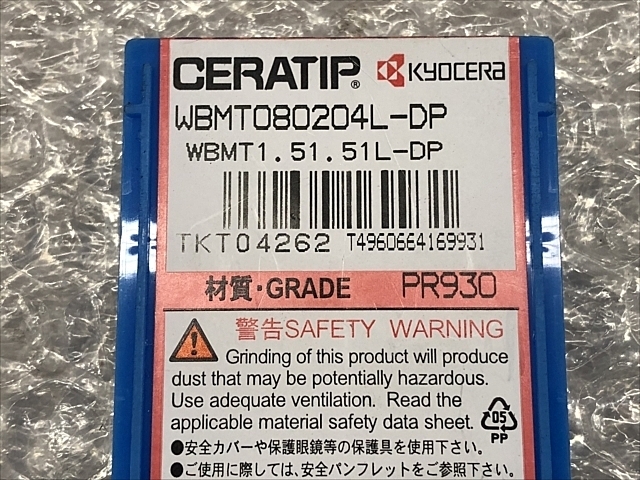 CERATIP® KYOCERA
WBMT080204L-DP
WBMT1.51.51L-DP
TKT04262 T4960664169931
材質・GRADE PR930
警告SAFETY WARNING
Grinding of this product will produce
dust that may be potentially hazardous.
Use adequate ventilation. Read the
applicable material safety data sheet.
05
PP
●安全カバーや保護眼鏡等の保護具を使用下さい。
●ご使用に際しては、安全パンフレットをご参照下さい。